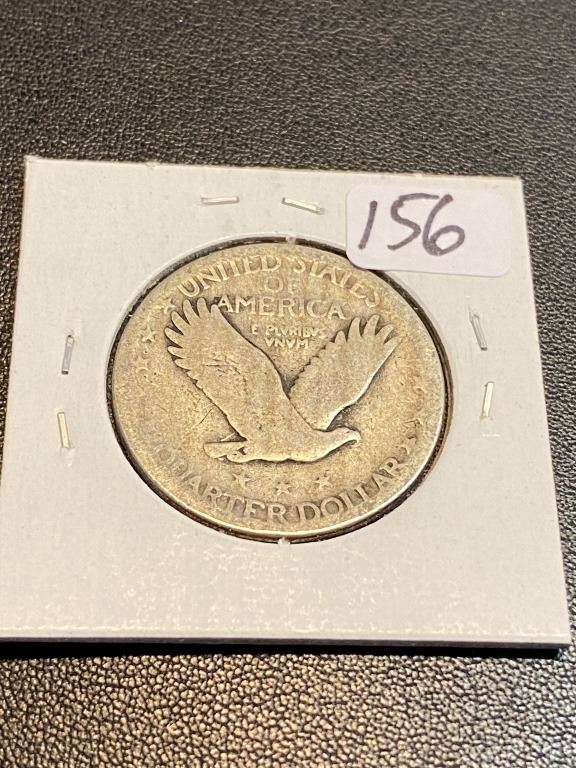 156
UNITED STATES
OF
AMERICA
E PLURIBUS
UNUM
QUARTER DOLLAR